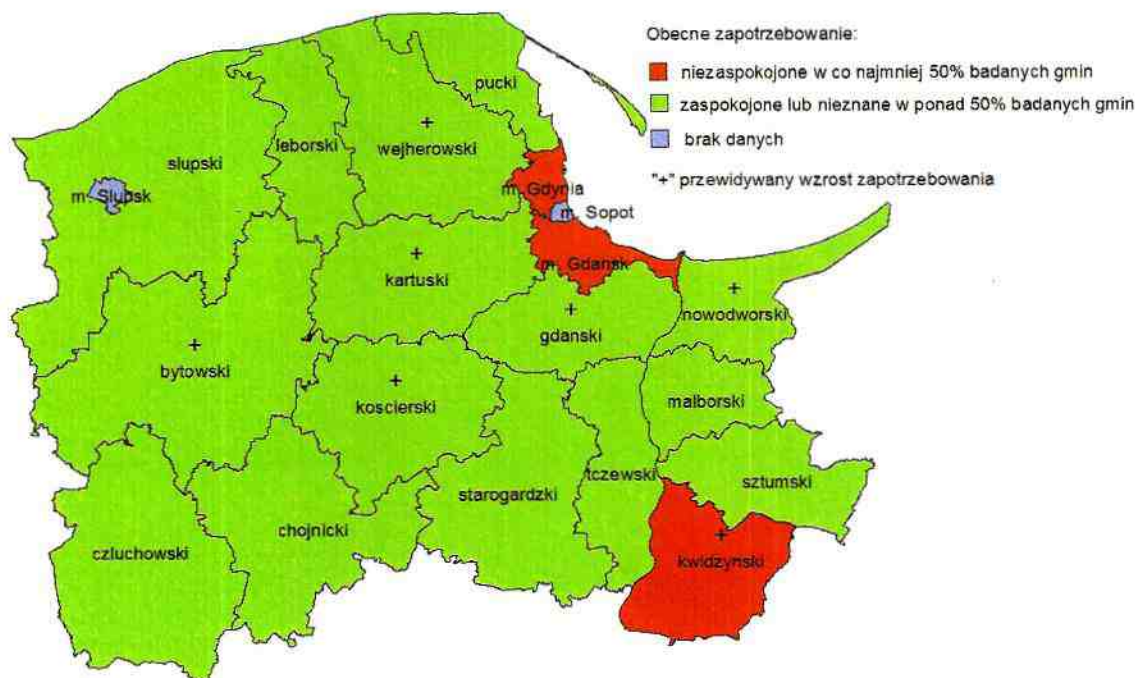 Obecne zapotrzebowanie:
niezaspokojone w co najmniej 50% badanych gmin
zaspokojone lub nieznane w ponad 50% badanych gmin
brak danych
"+" przewidywany wzrost zapotrzebowania
pucki
+
leborski
wejherowski
slupski
m. Slupsk
m. Gdynia
m. Sopot
+
kartuski
m. Gdansk
+
gdanski
+
nowodworski
+
bytowski
+
koscierski
malborski
tczewski
sztumski
starogardzki
chojnicki
czluchowski
+
kwidzynski